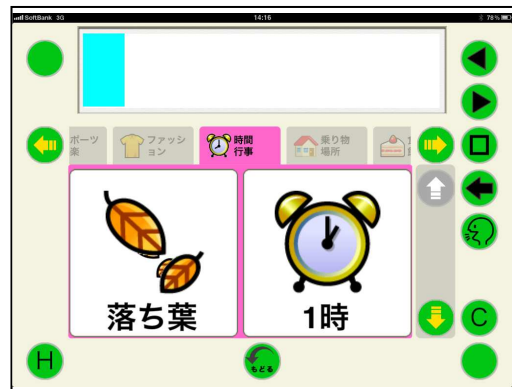 SoftBank 3G 14:16 78%
ポーツ
楽
ファッシ
ョン
時間
行事
乗り物
場所
落ち葉
1時
H
もどる
C